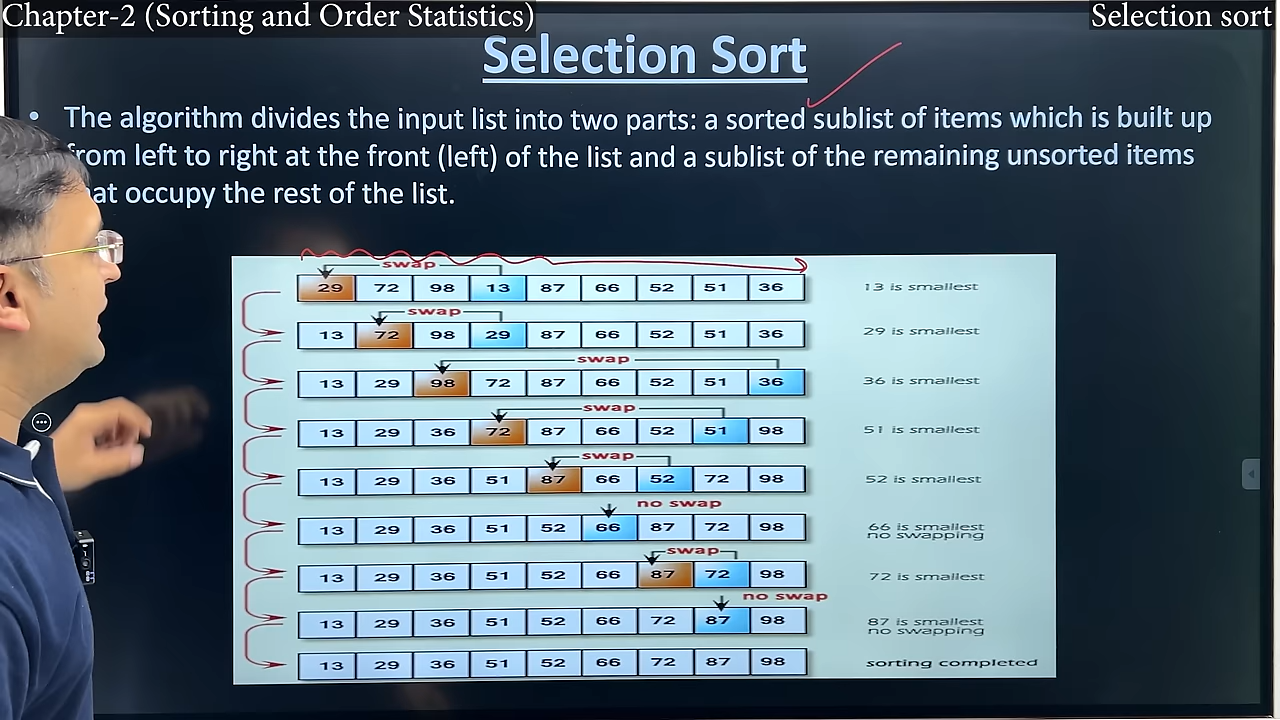 Chapter-2 (Sorting and Order Statistics)
Selection sort
Selection Sort
• The algorithm divides the input list into two parts: a sorted sublist of items which is built up
from left to right at the front (left) of the list and a sublist of the remaining unsorted items
occupy the rest of the list.
swap
29 72 98 13 87 66 52 51 36 13 is smallest
swap
13 72 98 29 87 66 52 51 36 29 is smallest
swap
13 29 98 72 87 66 52 51 36 36 is smallest
swap
13 29 36 72 87 66 52 51 98 51 is smallest
swap
13 29 36 51 87 66 52 72 98 52 is smallest
no swap
13 29 36 51 52 66 87 72 98 66 is smallest
no swapping
swap
13 29 36 51 52 66 87 72 98 72 is smallest
no swap
13 29 36 51 52 66 72 87 98 87 is smallest
no swapping
13 29 36 51 52 66 72 87 98 sorting completed